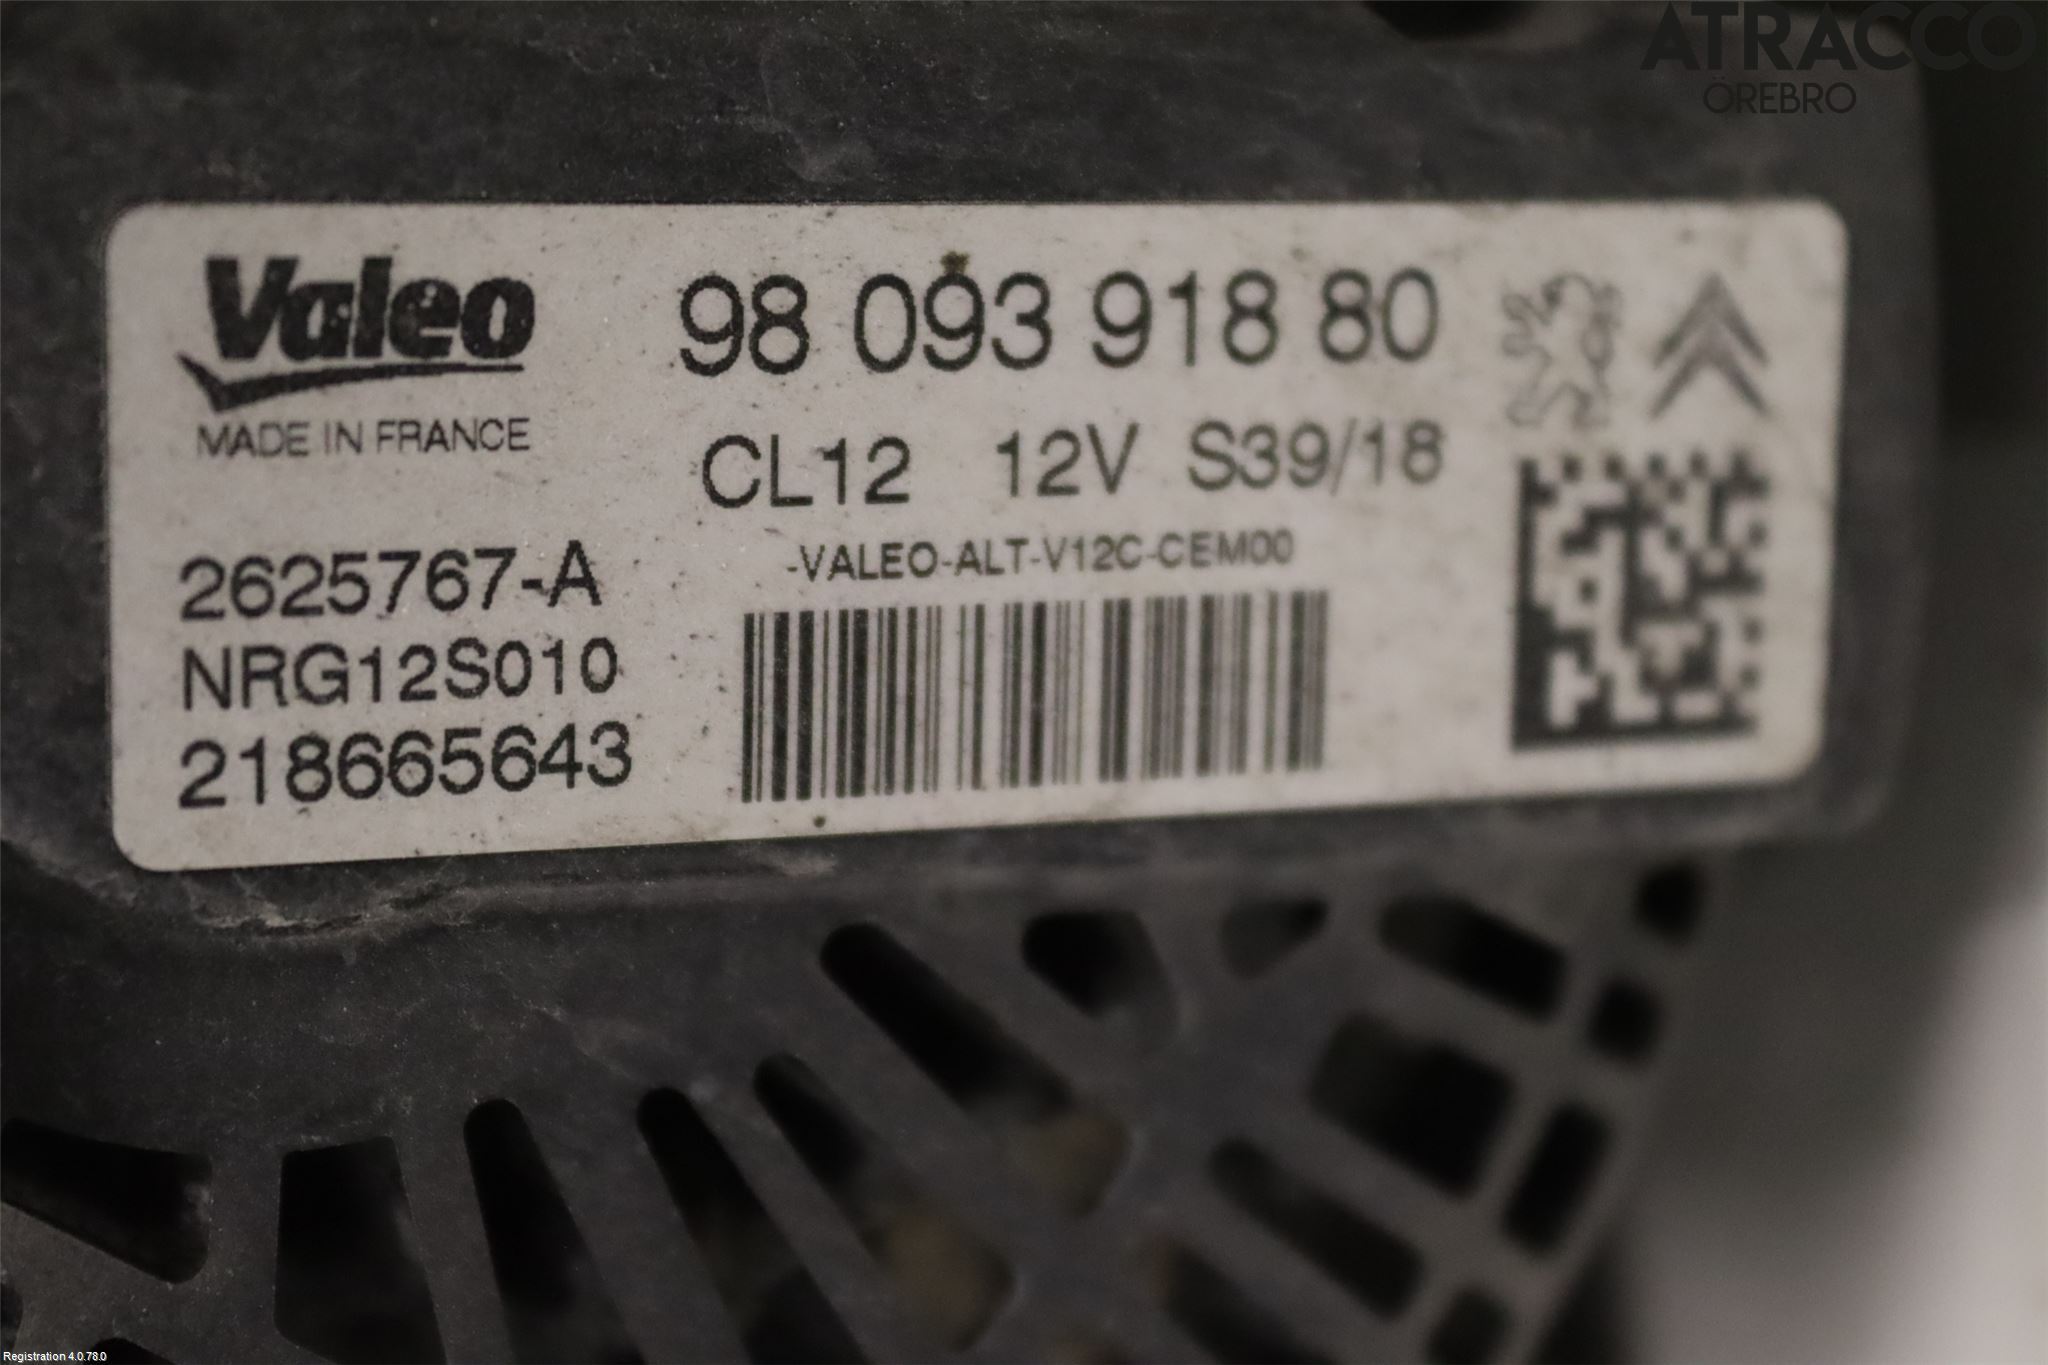 ATRACCO
ÖREBRO
Valeo
MADE IN FRANCE
98 093 918 80
CL12 12V S39/18
-VALEO-ALT-V12C-CEM00
2625767-A
NRG12S010
218665643
Registration 4.0.78.0